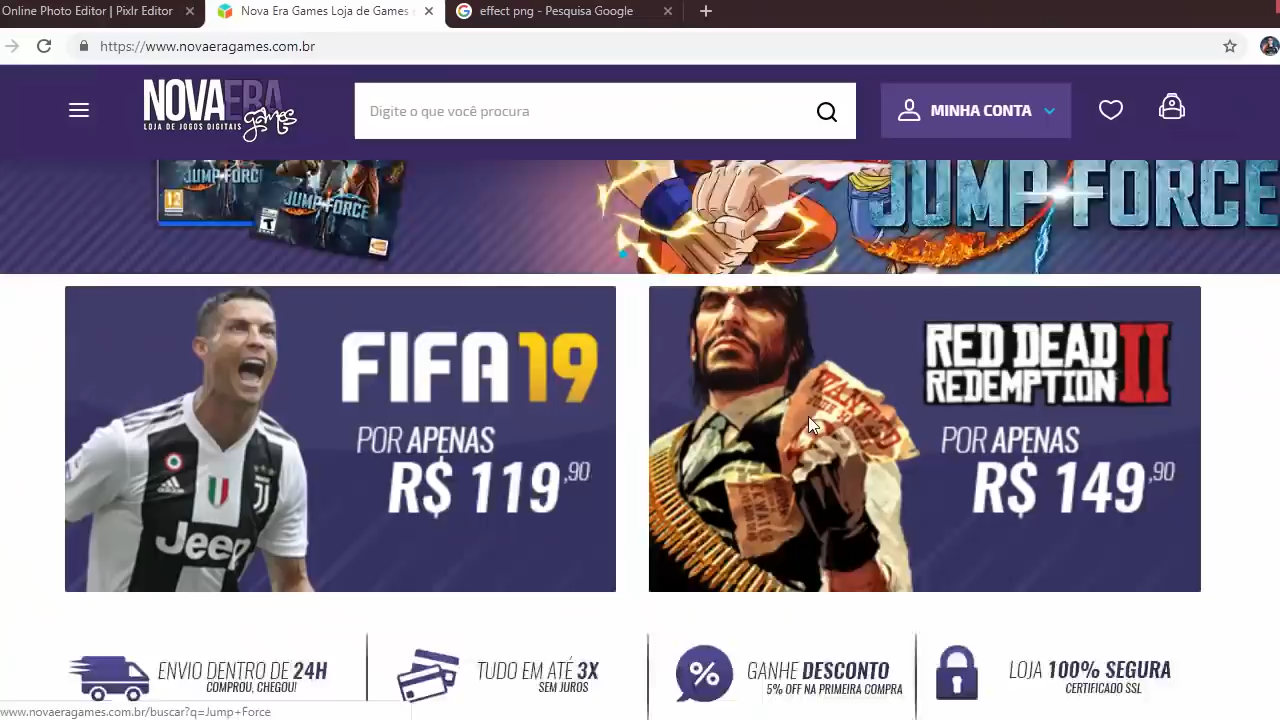 Online Photo Editor | Pixlr Editor
Nova Era Games Loja de Games
effect png - Pesquisa Google
https://www.novaeragames.com.br
NOVAERA games
LOJA DE JOGOS DIGITAIS
Digite o que você procura
MINHA CONTA
JUMP FORCE
12
JUMP FORCE
T
JUMP FORCE
FIFA 19
POR APENAS
R$ 119,90
Jeep
adidas
RED DEAD
REDEMPTION II
WANTED
POR APENAS
R$ 149,90
ENVIO DENTRO DE 24H
COMPROU, CHEGOU!
TUDO EM ATÉ 3X
SEM JUROS
%
GANHE DESCONTO
5% OFF NA PRIMEIRA COMPRA
LOJA 100% SEGURA
CERTIFICADO SSL
www.novaeragames.com.br/buscar?q=Jump+Force